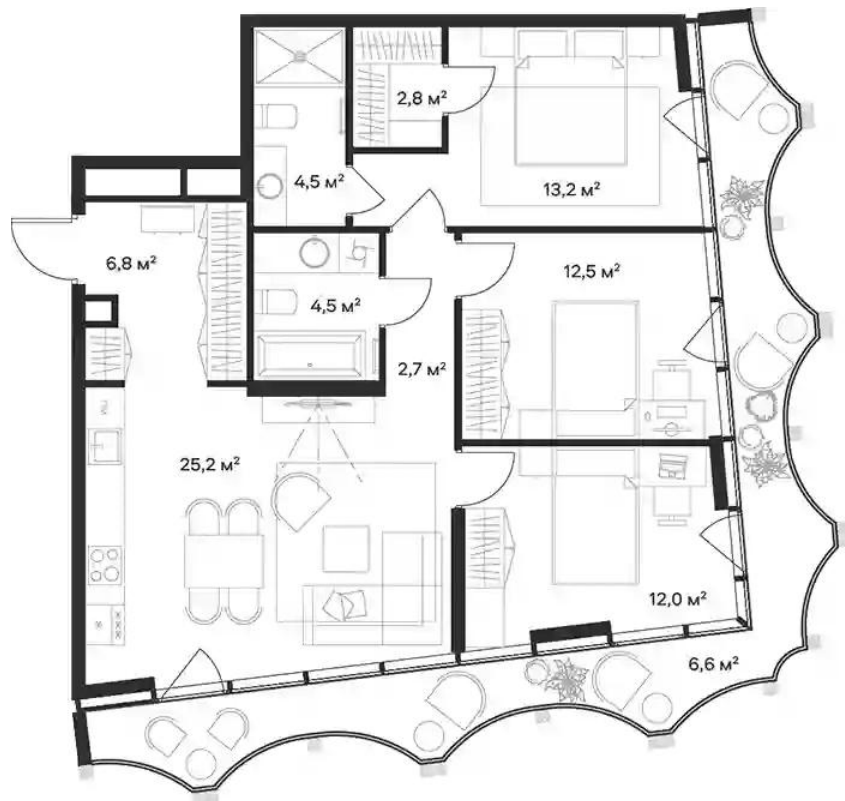 2,8 м²
4,5 м²
13,2 м²
6,8 м²
12,5 м²
4,5 м²
2,7 м²
ПМ
25,2 м²
12,0 м²
6,6 м²